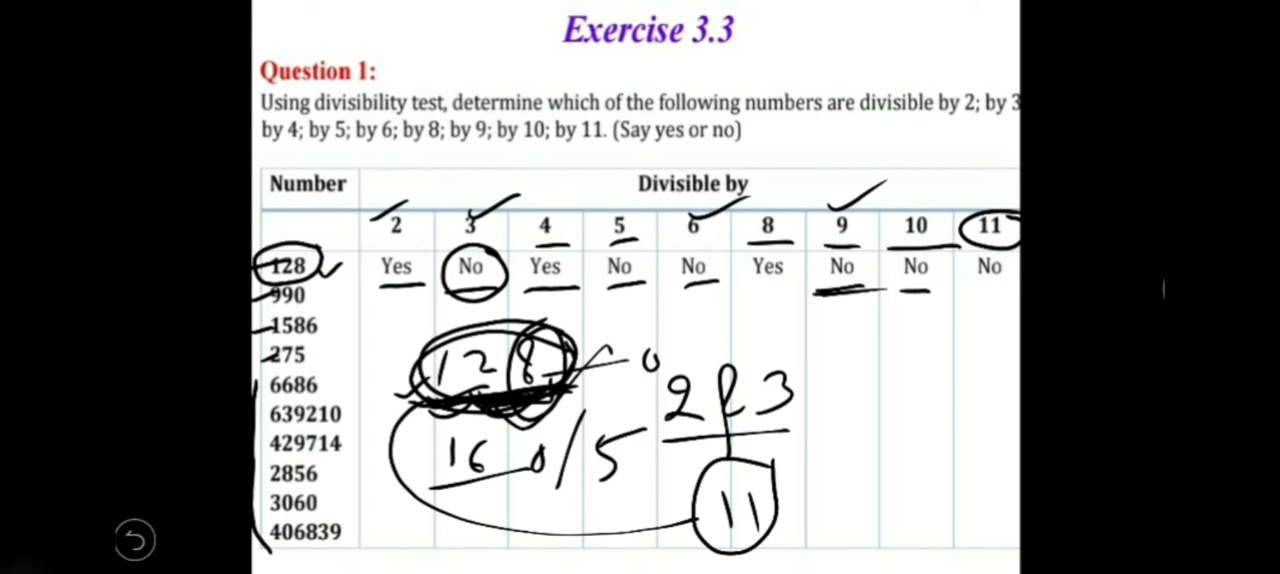 Exercise 3.3
Question 1:
Using divisibility test, determine which of the following numbers are divisible by 2; by 3
by 4; by 5; by 6; by 8; by 9; by 10; by 11. (Say yes or no)
Number Divisible by
2 3 4 5 6 8 9 10 11
128 Yes No Yes No No Yes No No No
990
1586
275
6686
639210
429714
2856
3060
406839
128 0
2 & 3
160/5
11